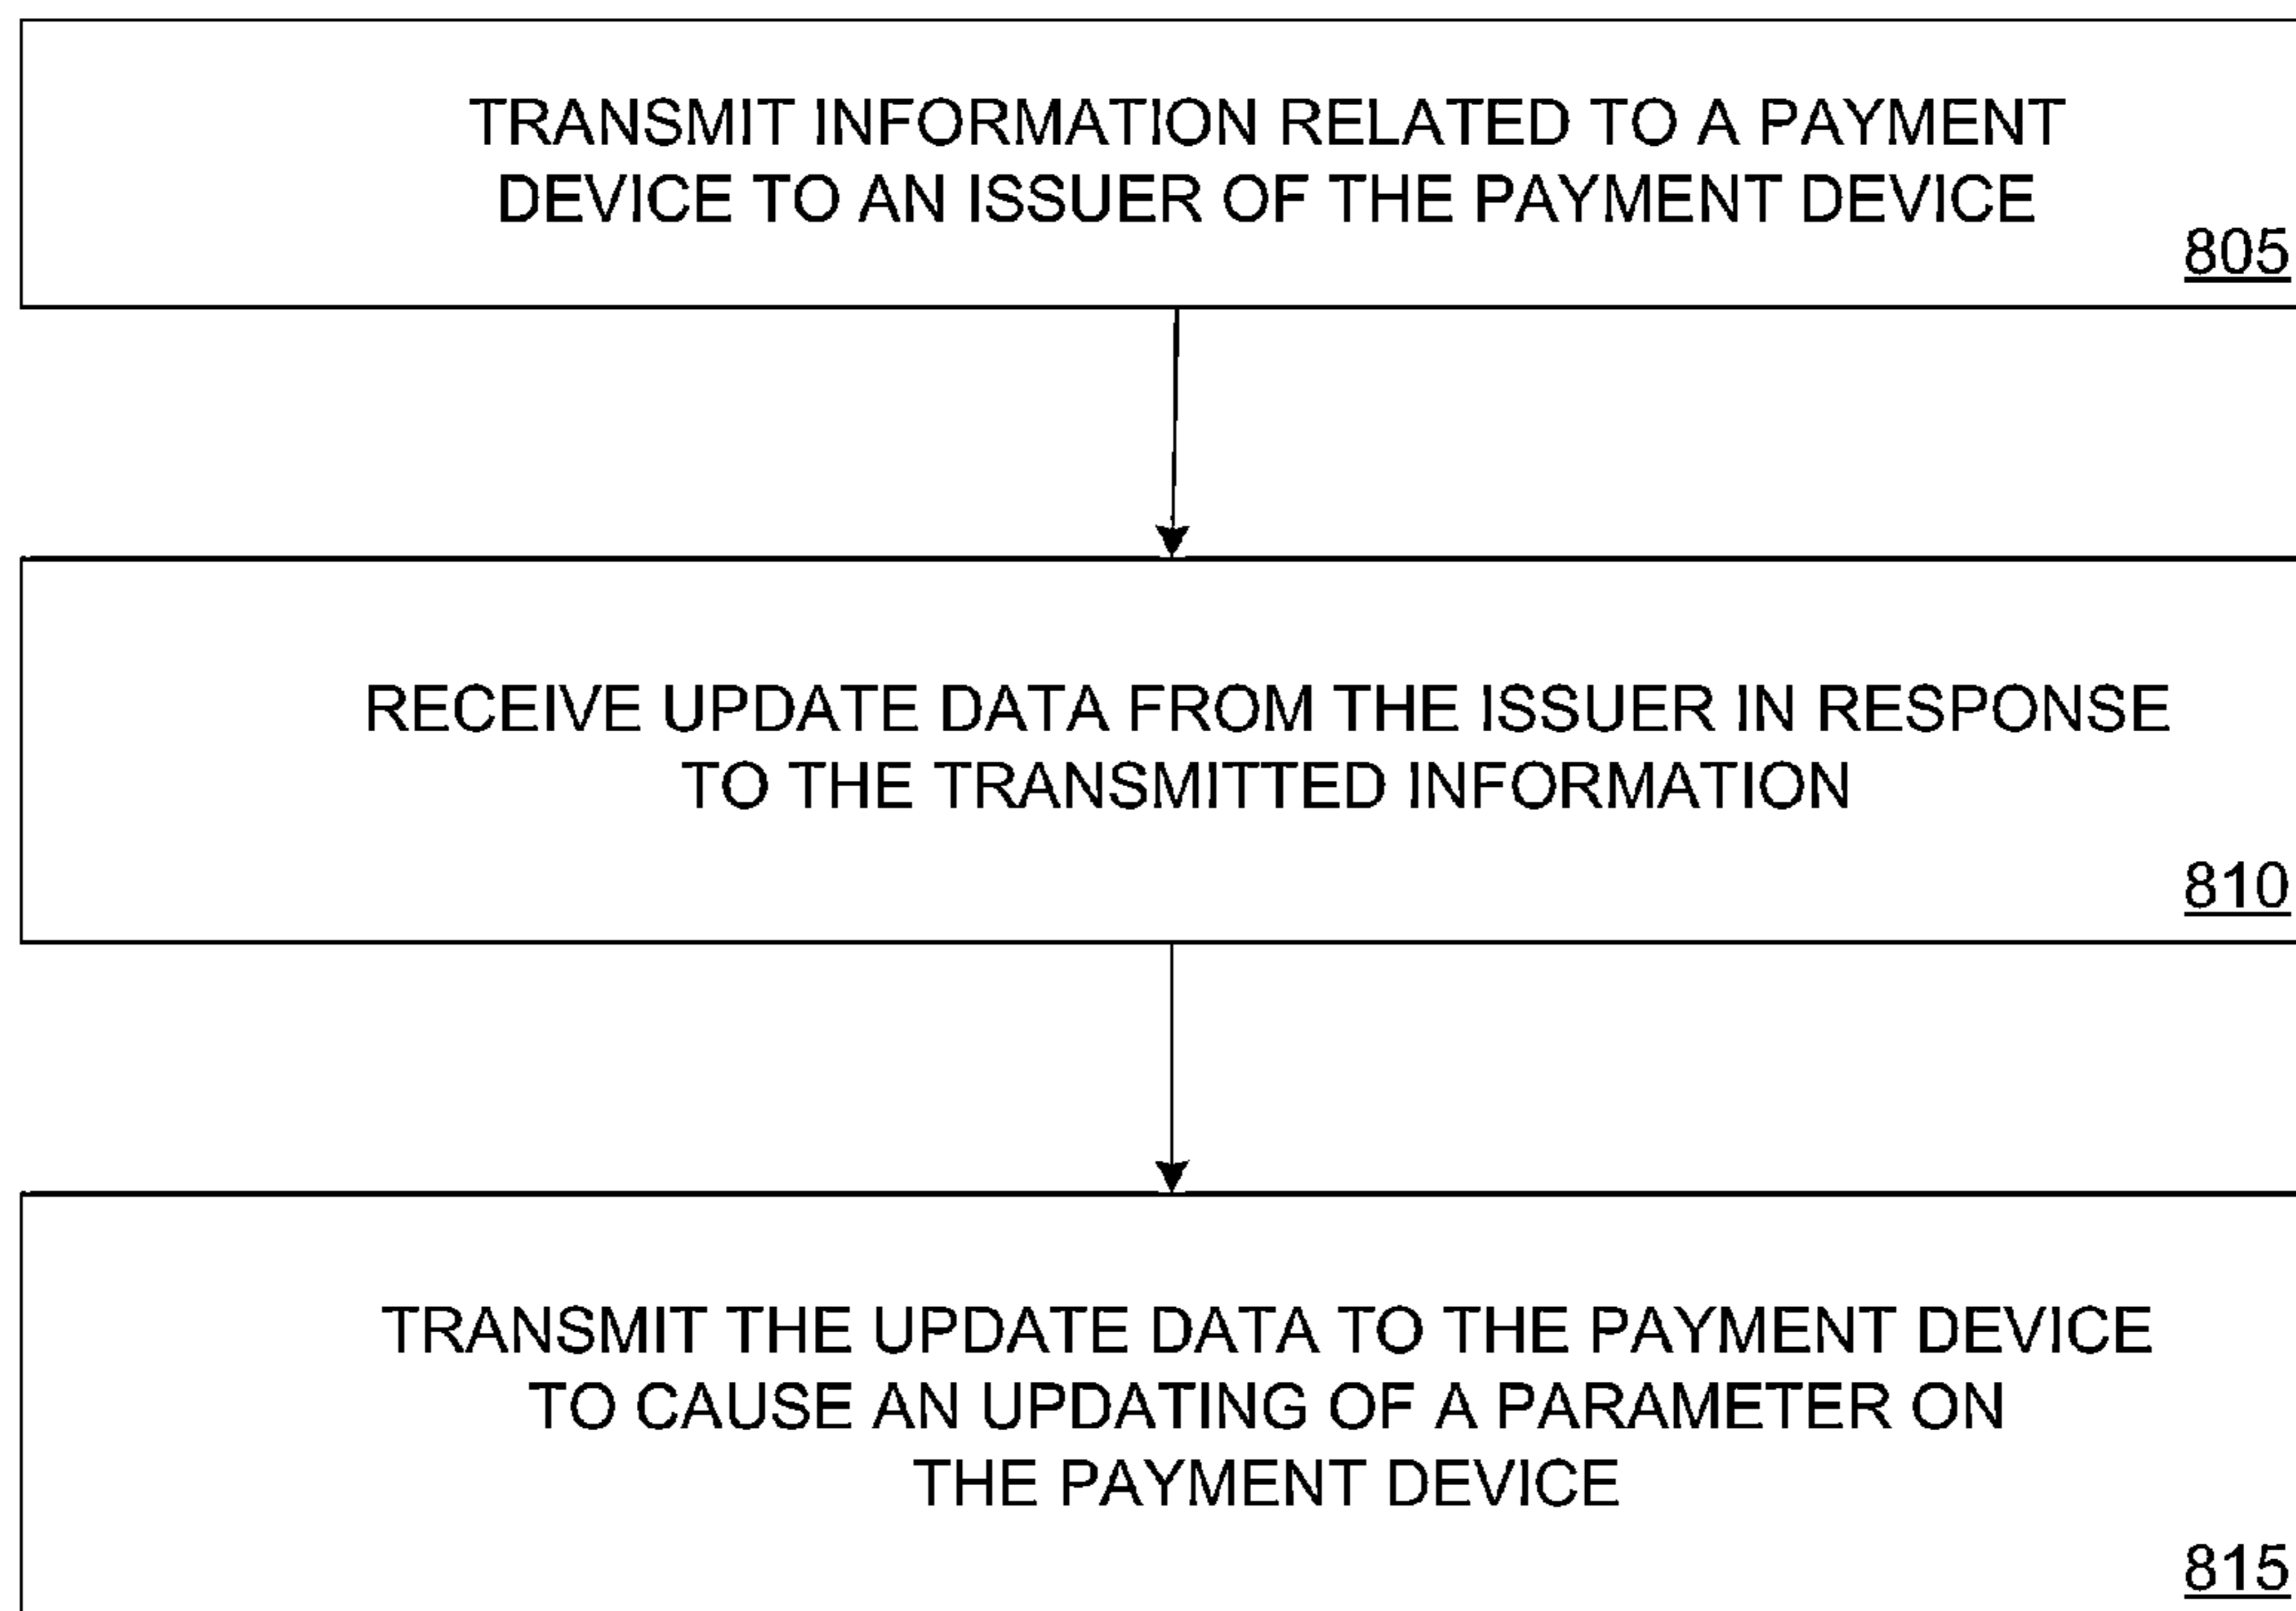 TRANSMIT INFORMATION RELATED TO A PAYMENT
DEVICE TO AN ISSUER OF THE PAYMENT DEVICE
805
RECEIVE UPDATE DATA FROM THE ISSUER IN RESPONSE
TO THE TRANSMITTED INFORMATION
810
TRANSMIT THE UPDATE DATA TO THE PAYMENT DEVICE
TO CAUSE AN UPDATING OF A PARAMETER ON
THE PAYMENT DEVICE
815